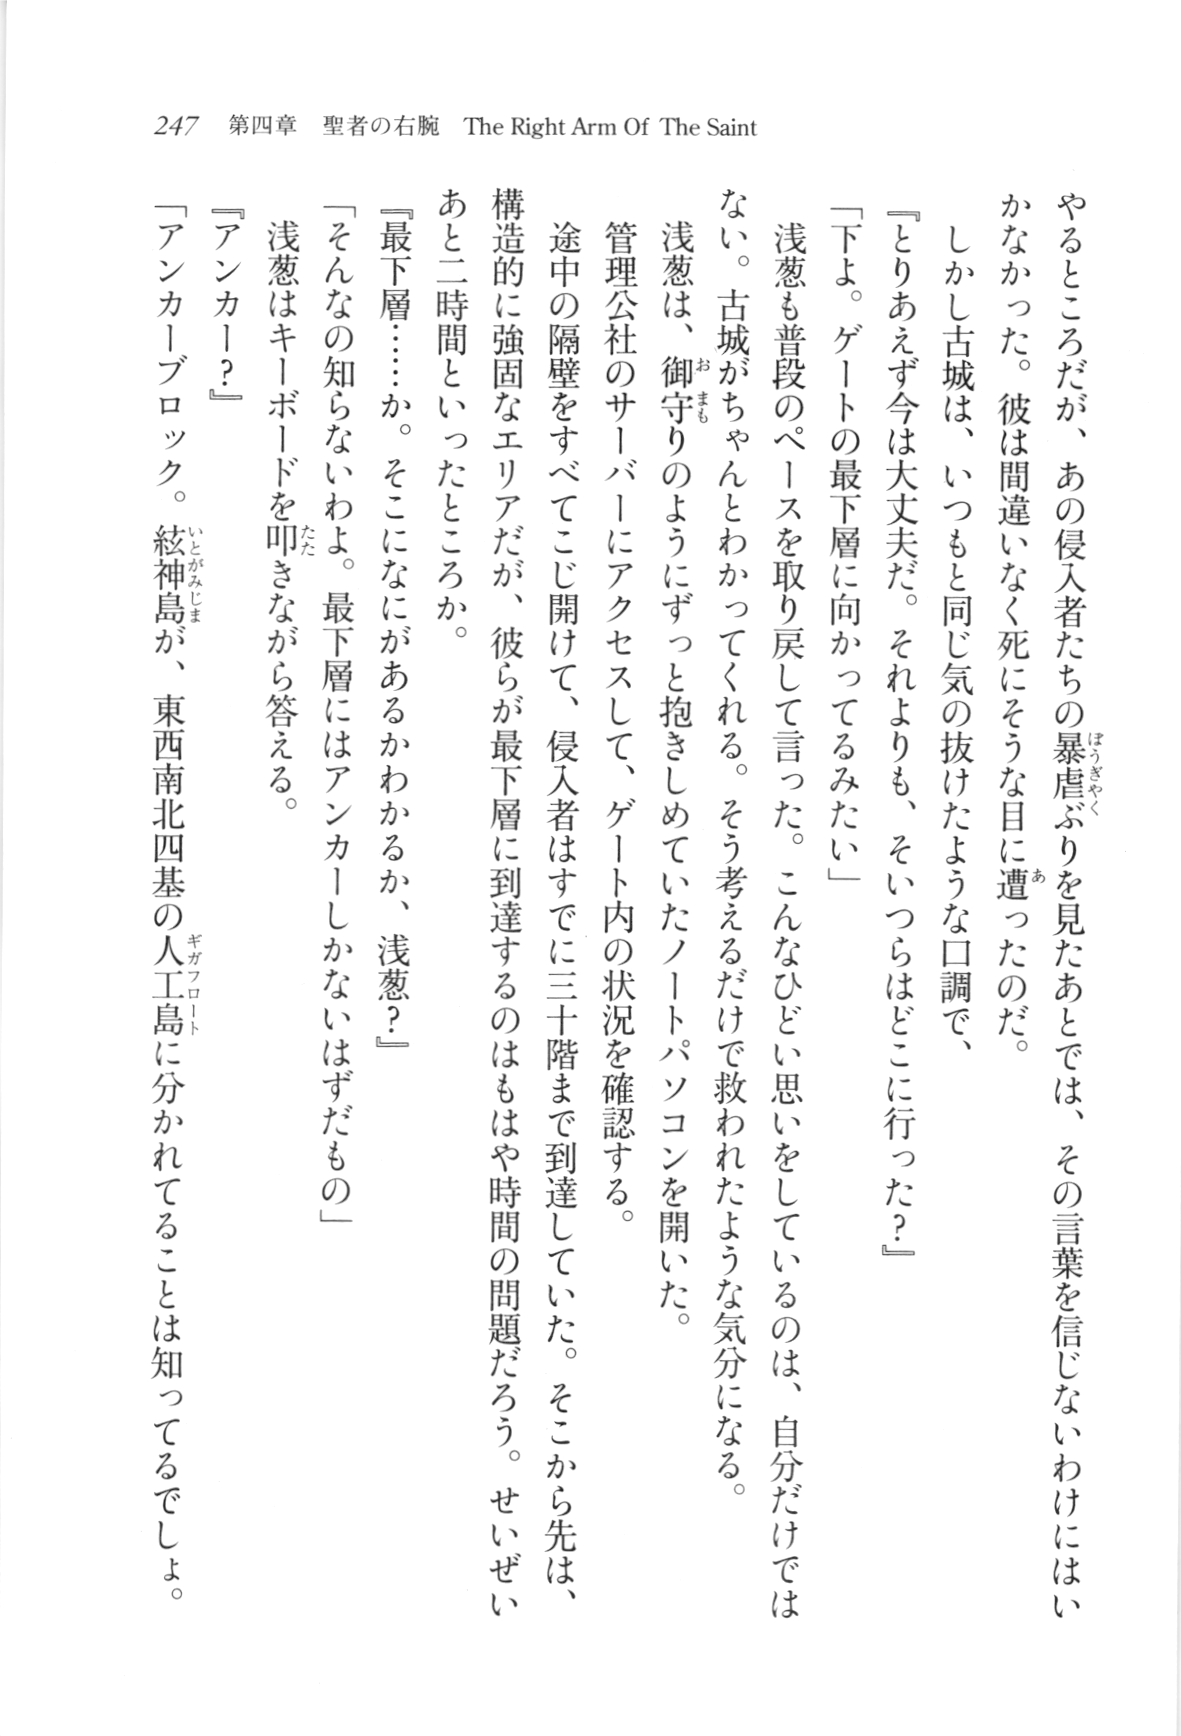 247 第四章 聖者の右腕 The Right Arm Of The Saint
やるところだが、あの侵入者たちの暴虐ぶりを見たあとでは、その言葉を信じないわけにはい
かなかった。彼は間違いなく死にそうな目に遭ったのだ。
しかし古城は、いつもと同じ気の抜けたような口調で、
『とりあえず今は大丈夫だ。それよりも、そいつらはどこに行った？』
「下よ。ゲートの最下層に向かってるみたい」
浅葱も普段のペースを取り戻して言った。こんなひどい思いをしているのは、自分だけでは
ない。古城がちゃんとわかってくれる。そう考えるだけで救われたような気分になる。
浅葱は、御守りのようにずっと抱きしめていたノートパソコンを開いた。
管理公社のサーバーにアクセスして、ゲート内の状況を確認する。
途中の隔壁をすべてこじ開けて、侵入者はすでに三十階まで到達していた。そこから先は、
構造的に強固なエリアだが、彼らが最下層に到達するのはもはや時間の問題だろう。せいぜい
あと二時間といったところか。
『最下層……か。そこになにがあるかわかるか、浅葱？』
「そんなの知らないわよ。最下層にはアンカーしかないはずだもの」
浅葱はキーボードを叩きながら答える。
『アンカー？』
「アンカーブロック。絃神島が、東西南北四基の人工島に分かれてることは知ってるでしょ。